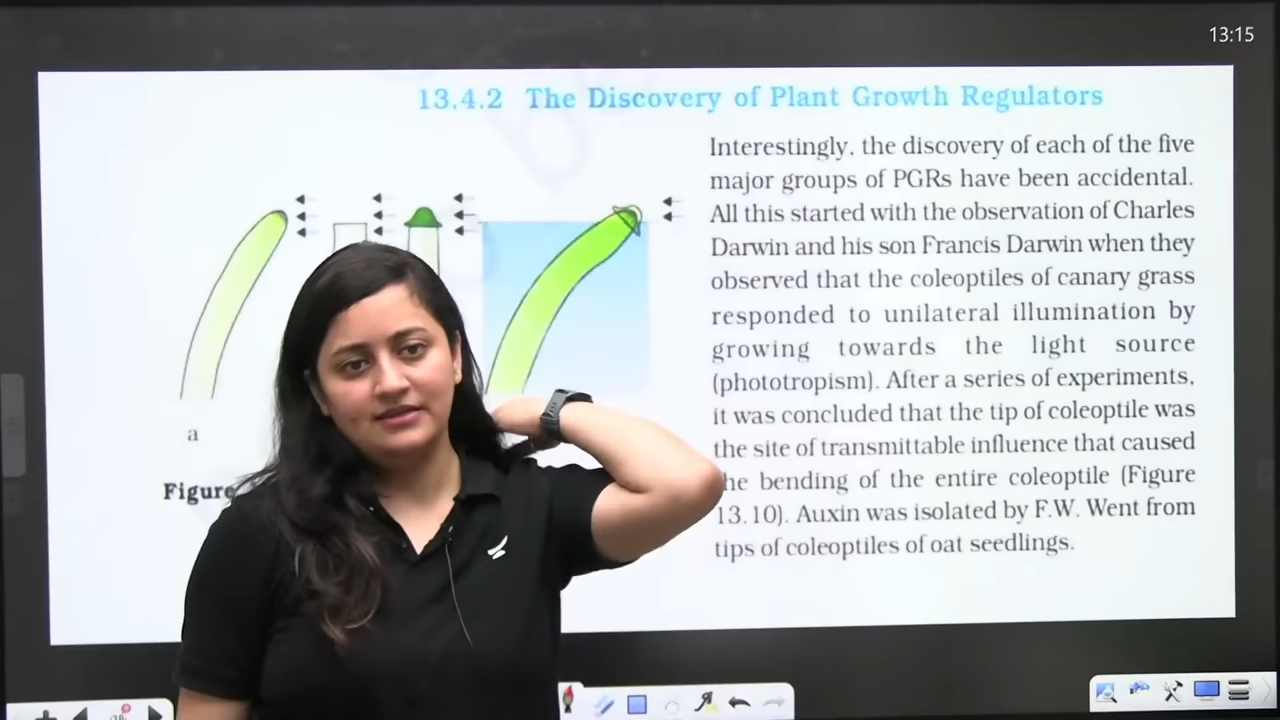 13:15
13.4.2 The Discovery of Plant Growth Regulators
Interestingly, the discovery of each of the five
major groups of PGRs have been accidental.
All this started with the observation of Charles
Darwin and his son Francis Darwin when they
observed that the coleoptiles of canary grass
responded to unilateral illumination by
growing towards the light source
(phototropism). After a series of experiments,
it was concluded that the tip of coleoptile was
the site of transmittable influence that caused
he bending of the entire coleoptile (Figure
13.10). Auxin was isolated by F.W. Went from
tips of coleoptiles of oat seedlings.
a
Figure